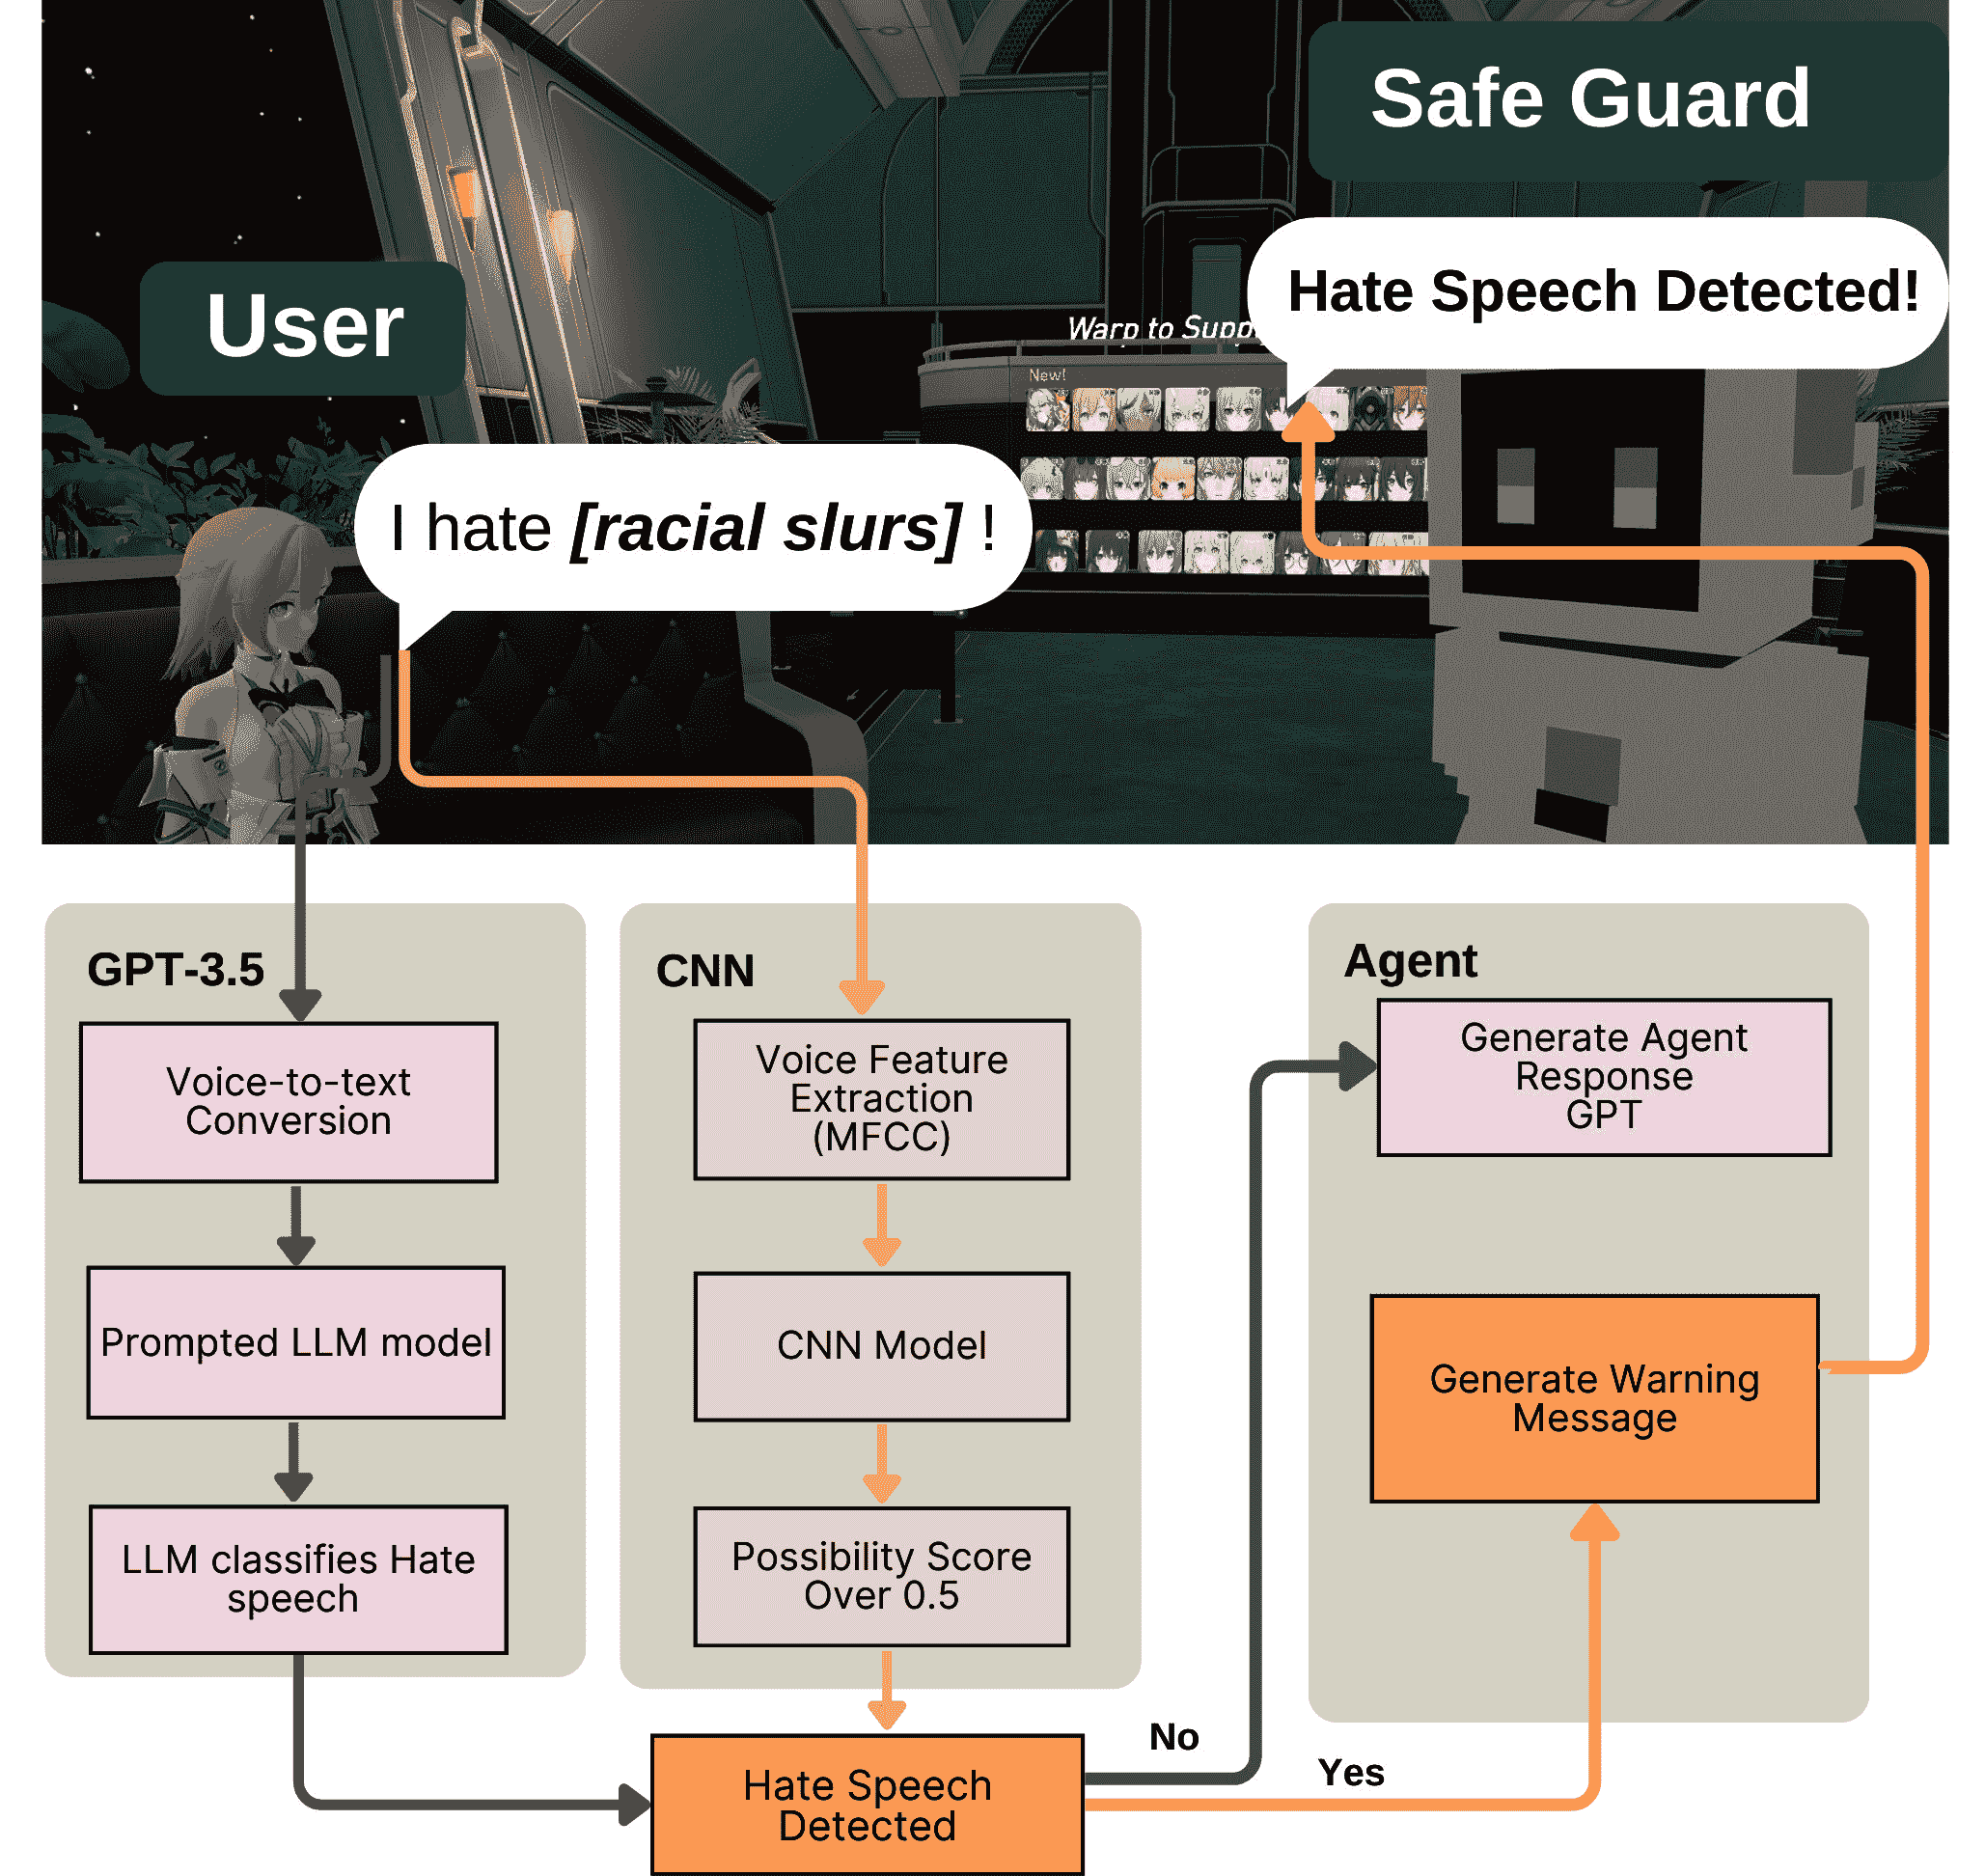 Safe Guard
Hate Speech Detected!
User
Warp to
New!
I hate [racial slurs] !
GPT-3.5
Voice-to-text
Conversion
Prompted LLM model
LLM classifies Hate
speech
CNN
Voice Feature
Extraction
(MFCC)
CNN Model
Possibility Score
Over 0.5
Hate Speech
Detected
No
Yes
Agent
Generate Agent
Response
GPT
Generate Warning
Message